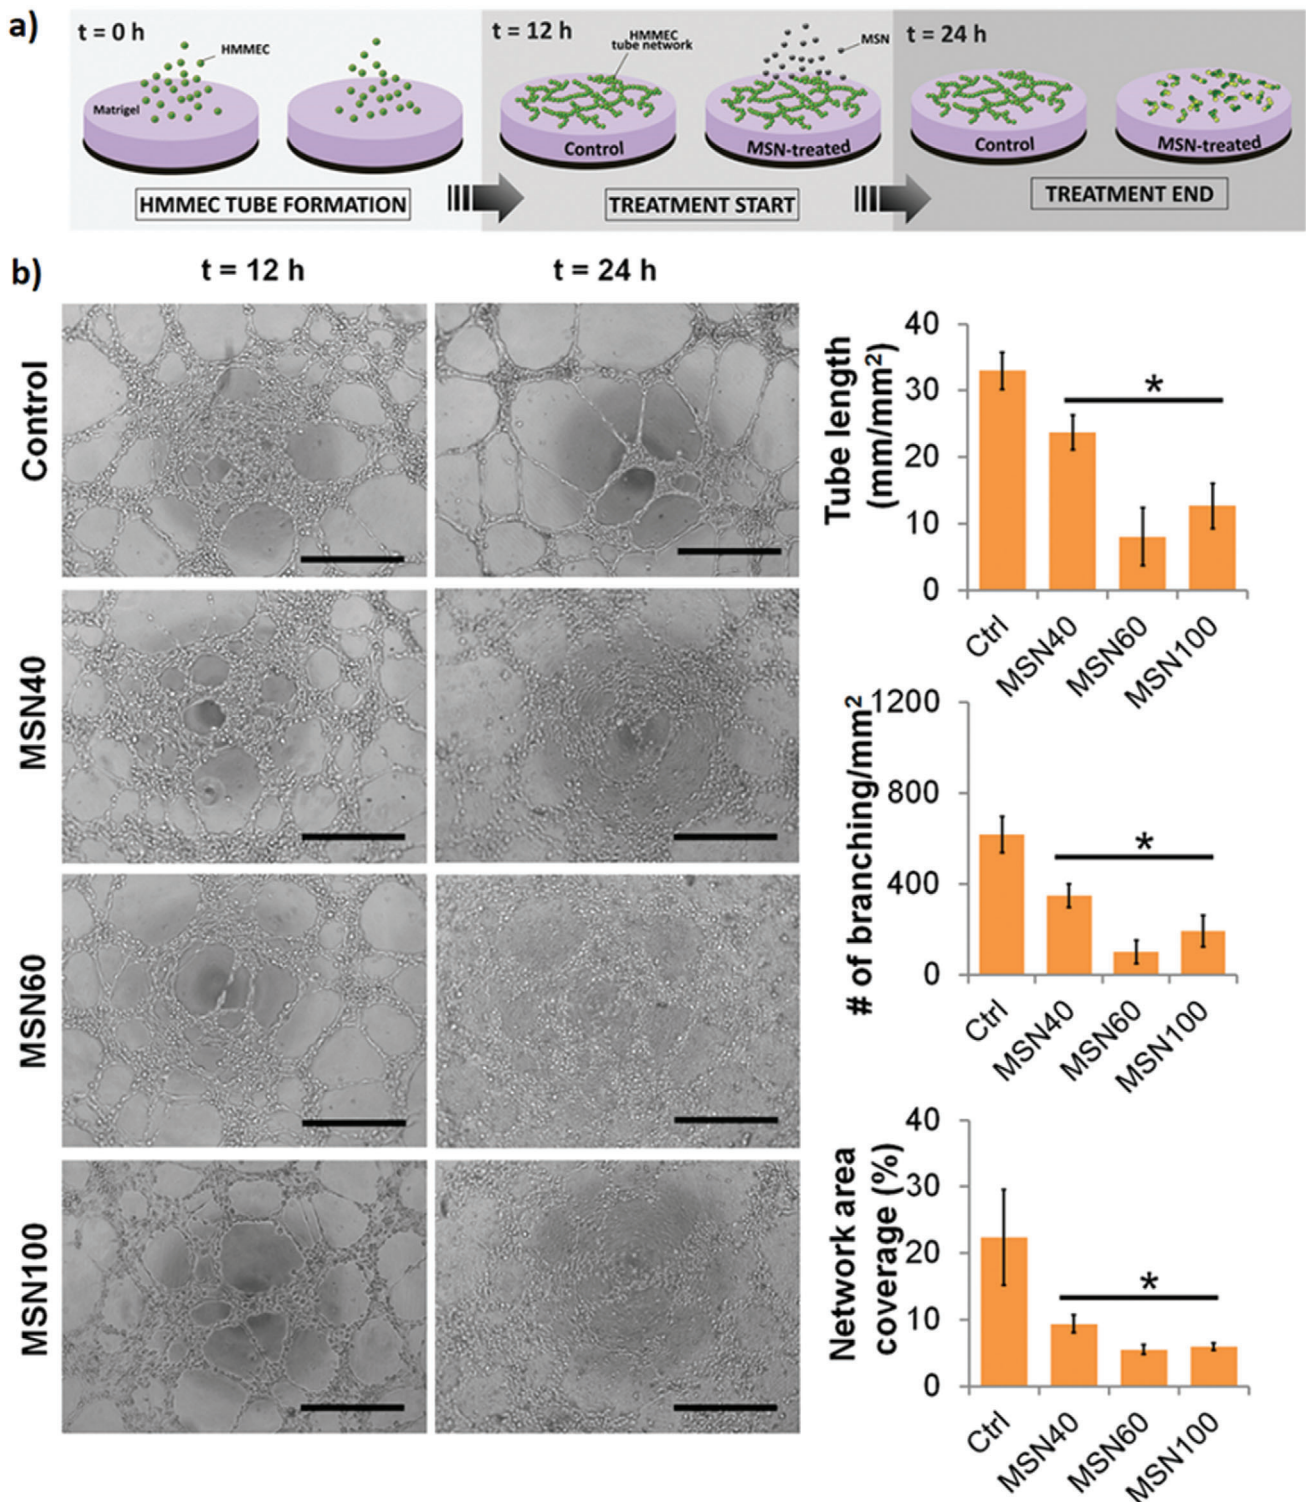 a)
t = 0 h
HMMEC
Matrigel
HMMEC TUBE FORMATION
t = 12 h
HMMEC
tube network
MSN
Control
MSN-treated
TREATMENT START
t = 24 h
Control
MSN-treated
TREATMENT END
b)
t = 12 h
t = 24 h
Control
MSN40
MSN60
MSN100
Tube length
(mm/mm²)
40
30
20
10
0
*
Ctrl
MSN40
MSN60
MSN100
# of branching/mm²
1200
800
400
0
*
Ctrl
MSN40
MSN60
MSN100
Network area
coverage (%)
40
30
20
10
0
*
Ctrl
MSN40
MSN60
MSN100